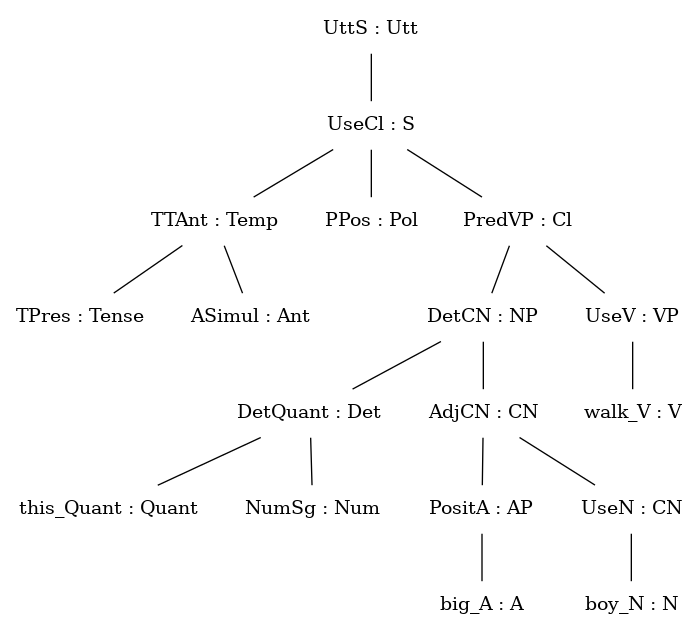 UttS : Utt
UseCl : S
TTAnt : Temp PPos : Pol PredVP : Cl
TPres : Tense ASimul : Ant DetCN : NP UseV : VP
DetQuant : Det AdjCN : CN walk_V : V
this_Quant : Quant NumSg : Num PositA : AP UseN : CN
big_A : A boy_N : N